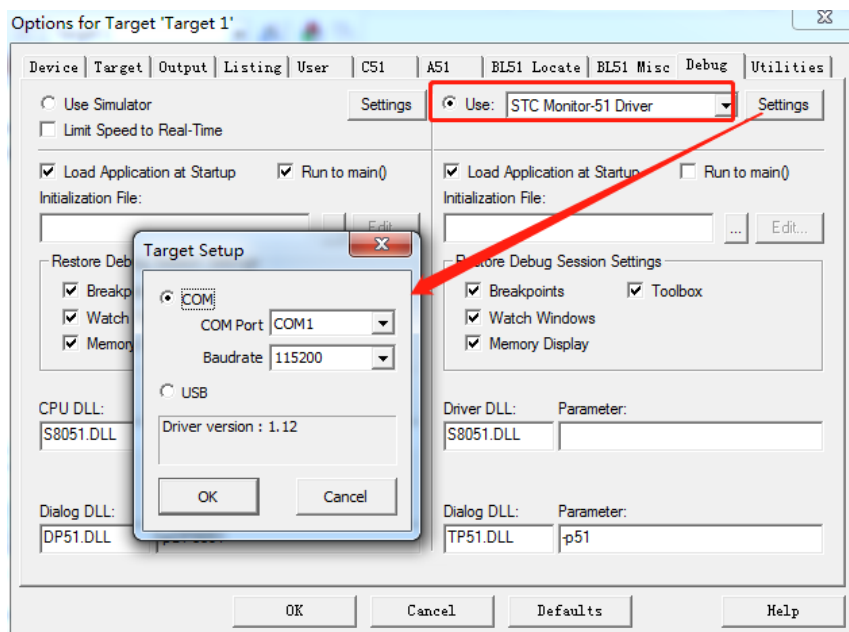 Options for Target 'Target 1'
Device Target Output Listing User C51 A51 BL51 Locate BL51 Misc Debug Utilities
Use Simulator Settings Use: STC Monitor-51 Driver Settings
Limit Speed to Real-Time
Load Application at Startup Run to main() Load Application at Startup Run to main()
Initialization File: Initialization File:
Edit... ... Edit...
Target Setup
COM
COM Port COM1
Baudrate 115200
USB
Driver version : 1.12
OK Cancel
Restore Deb Restore Debug Session Settings
Breakp Breakpoints Toolbox
Watch Watch Windows
Memory Memory Display
CPU DLL: Driver DLL: Parameter:
S8051.DLL S8051.DLL
Dialog DLL: Dialog DLL: Parameter:
DP51.DLL TP51.DLL -p51
OK Cancel Defaults Help